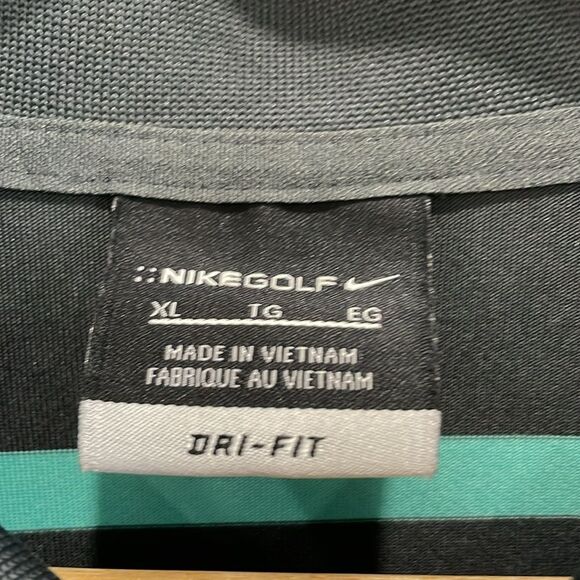 NIKEGOLF
XL TG EG
MADE IN VIETNAM
FABRIQUE AU VIETNAM
DRI-FIT